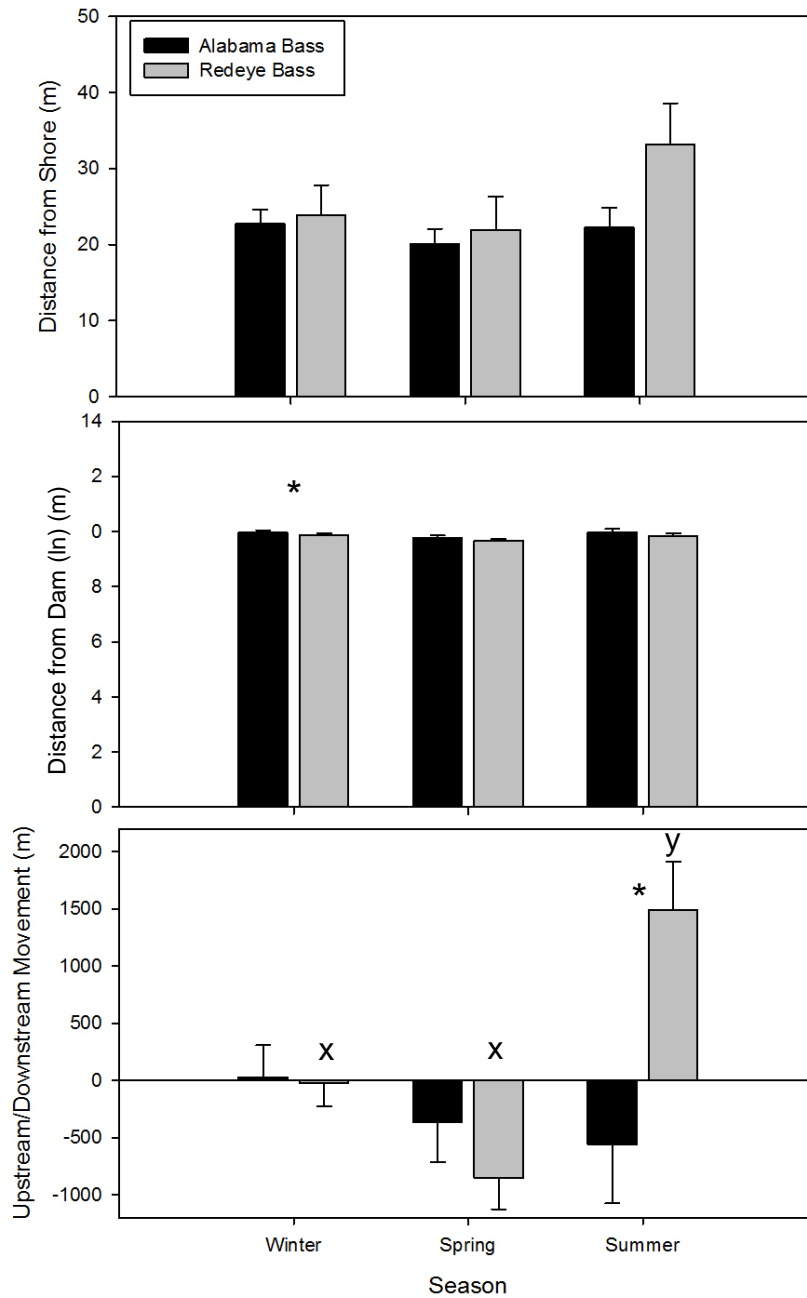 Alabama Bass
Redeye Bass
Distance from Shore (m)
50
40
30
20
10
0
Distance from Dam (ln) (m)
14
2
0
8
6
4
2
0
*
Upstream/Downstream Movement (m)
2000
1500
1000
500
0
-500
-1000
x
x
*
y
Winter Spring Summer
Season